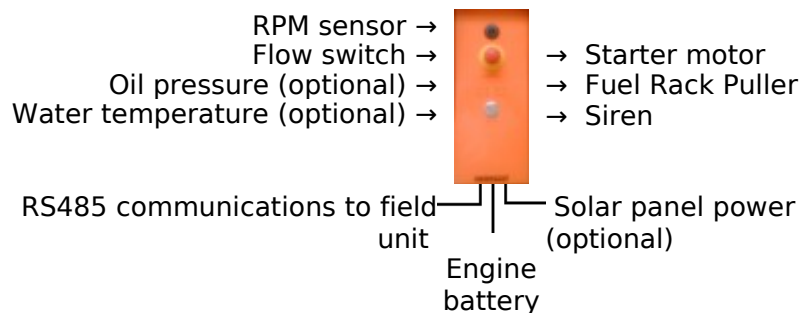 RPM sensor →
Flow switch →
→ Starter motor
Oil pressure (optional) →
→ Fuel Rack Puller
Water temperature (optional) →
→ Siren
RS485 communications to field
unit
Solar panel power
(optional)
Engine
battery